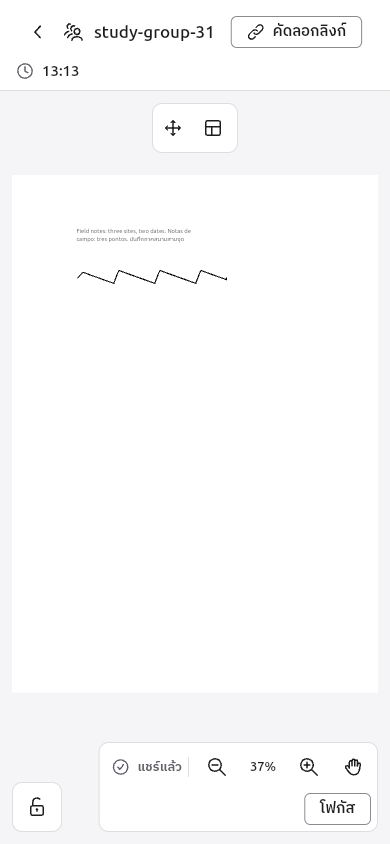 study-group-31
คัดลอกลิงก์
13:13
Field notes: three sites, two dates. Notas de
campo: tres pontos. บันทึกภาคสนามสามจุด
แชร์แล้ว
37%
โฟกัส